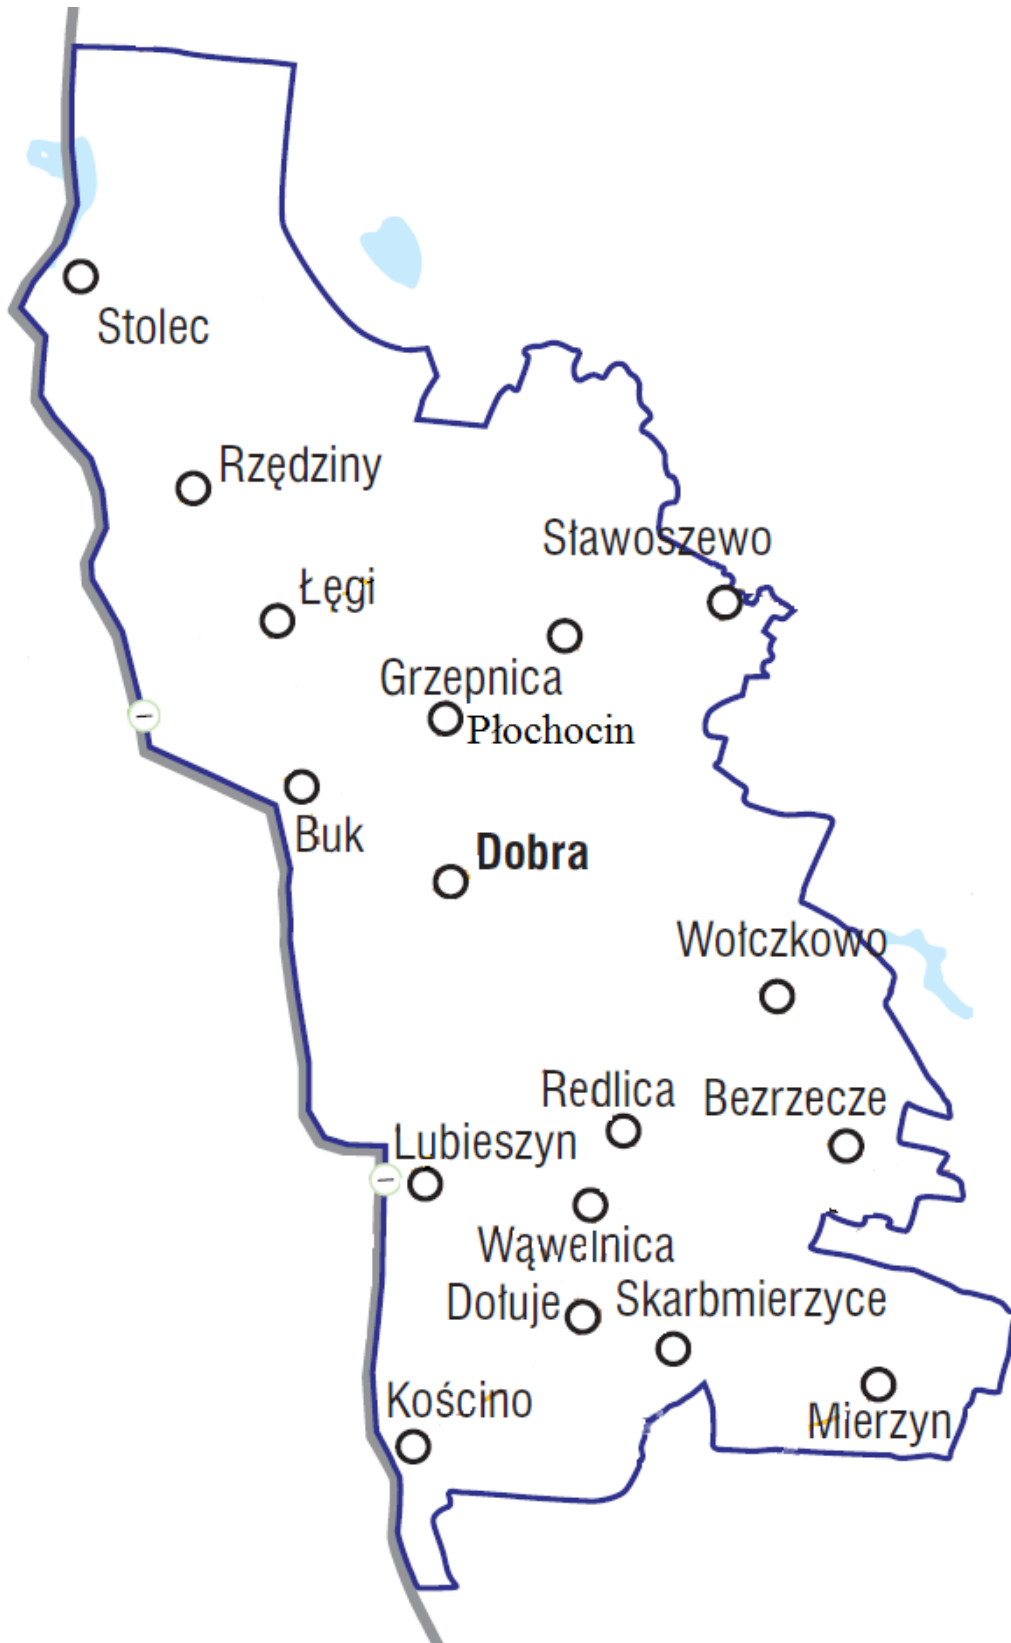 Stolec
Rzędziny
Sławoszewo
Łęgi
Grzepnica
Płochocin
Buk
Dobra
Wołczkowo
Redlica
Bezrzecze
Lubieszyn
Wąwelnica
Dołuje
Skarbmierzyce
Kościno
Mierzyn